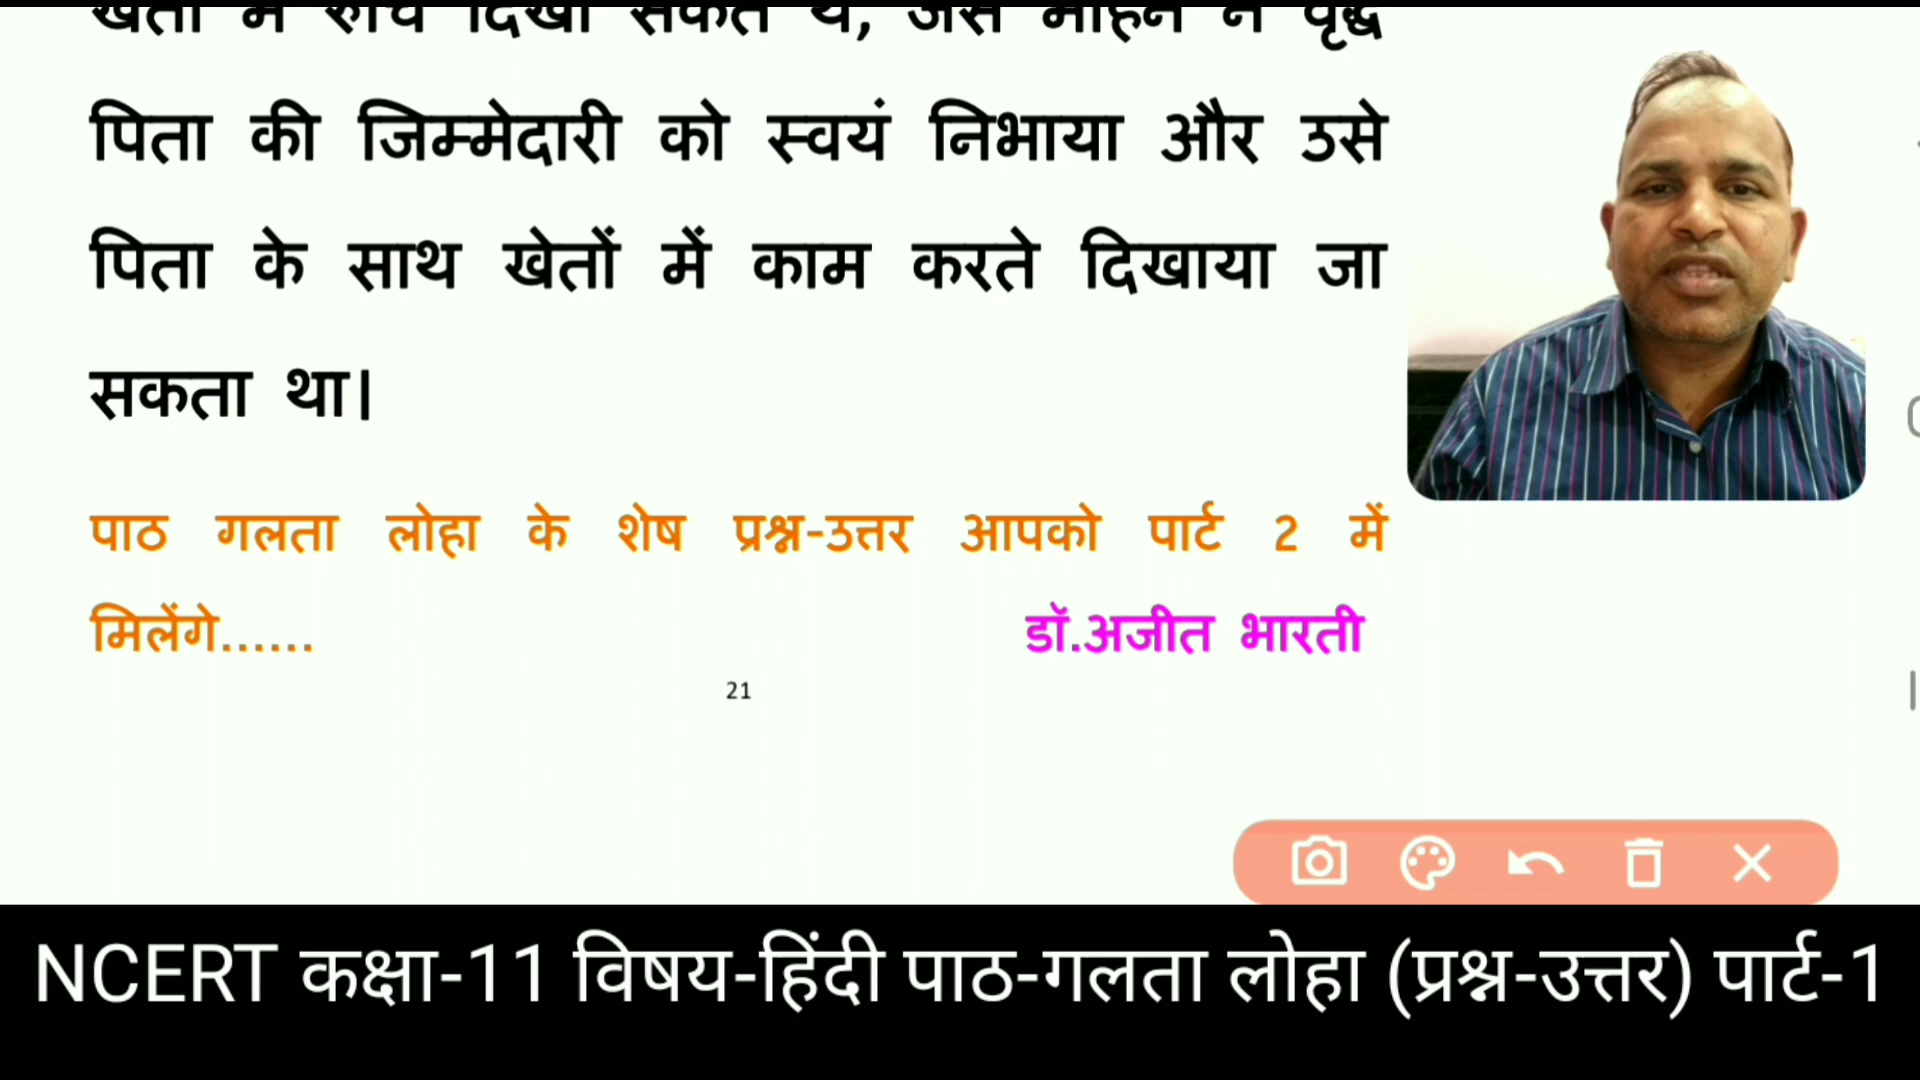 पिता की जिम्मेदारी को स्वयं निभाया और उसे
पिता के साथ खेतों में काम करते दिखाया जा
सकता था।
पाठ गलता लोहा के शेष प्रश्न-उत्तर आपको पार्ट 2 में
मिलेंगे...... डॉ.अजीत भारती
21
NCERT कक्षा-11 विषय-हिंदी पाठ-गलता लोहा (प्रश्न-उत्तर) पार्ट-1